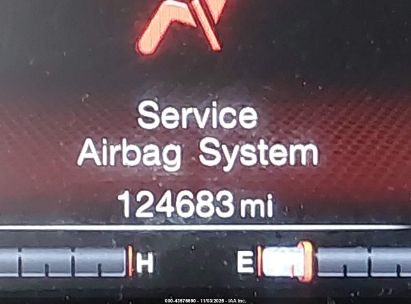 Service
Airbag System
124683 mi
H E